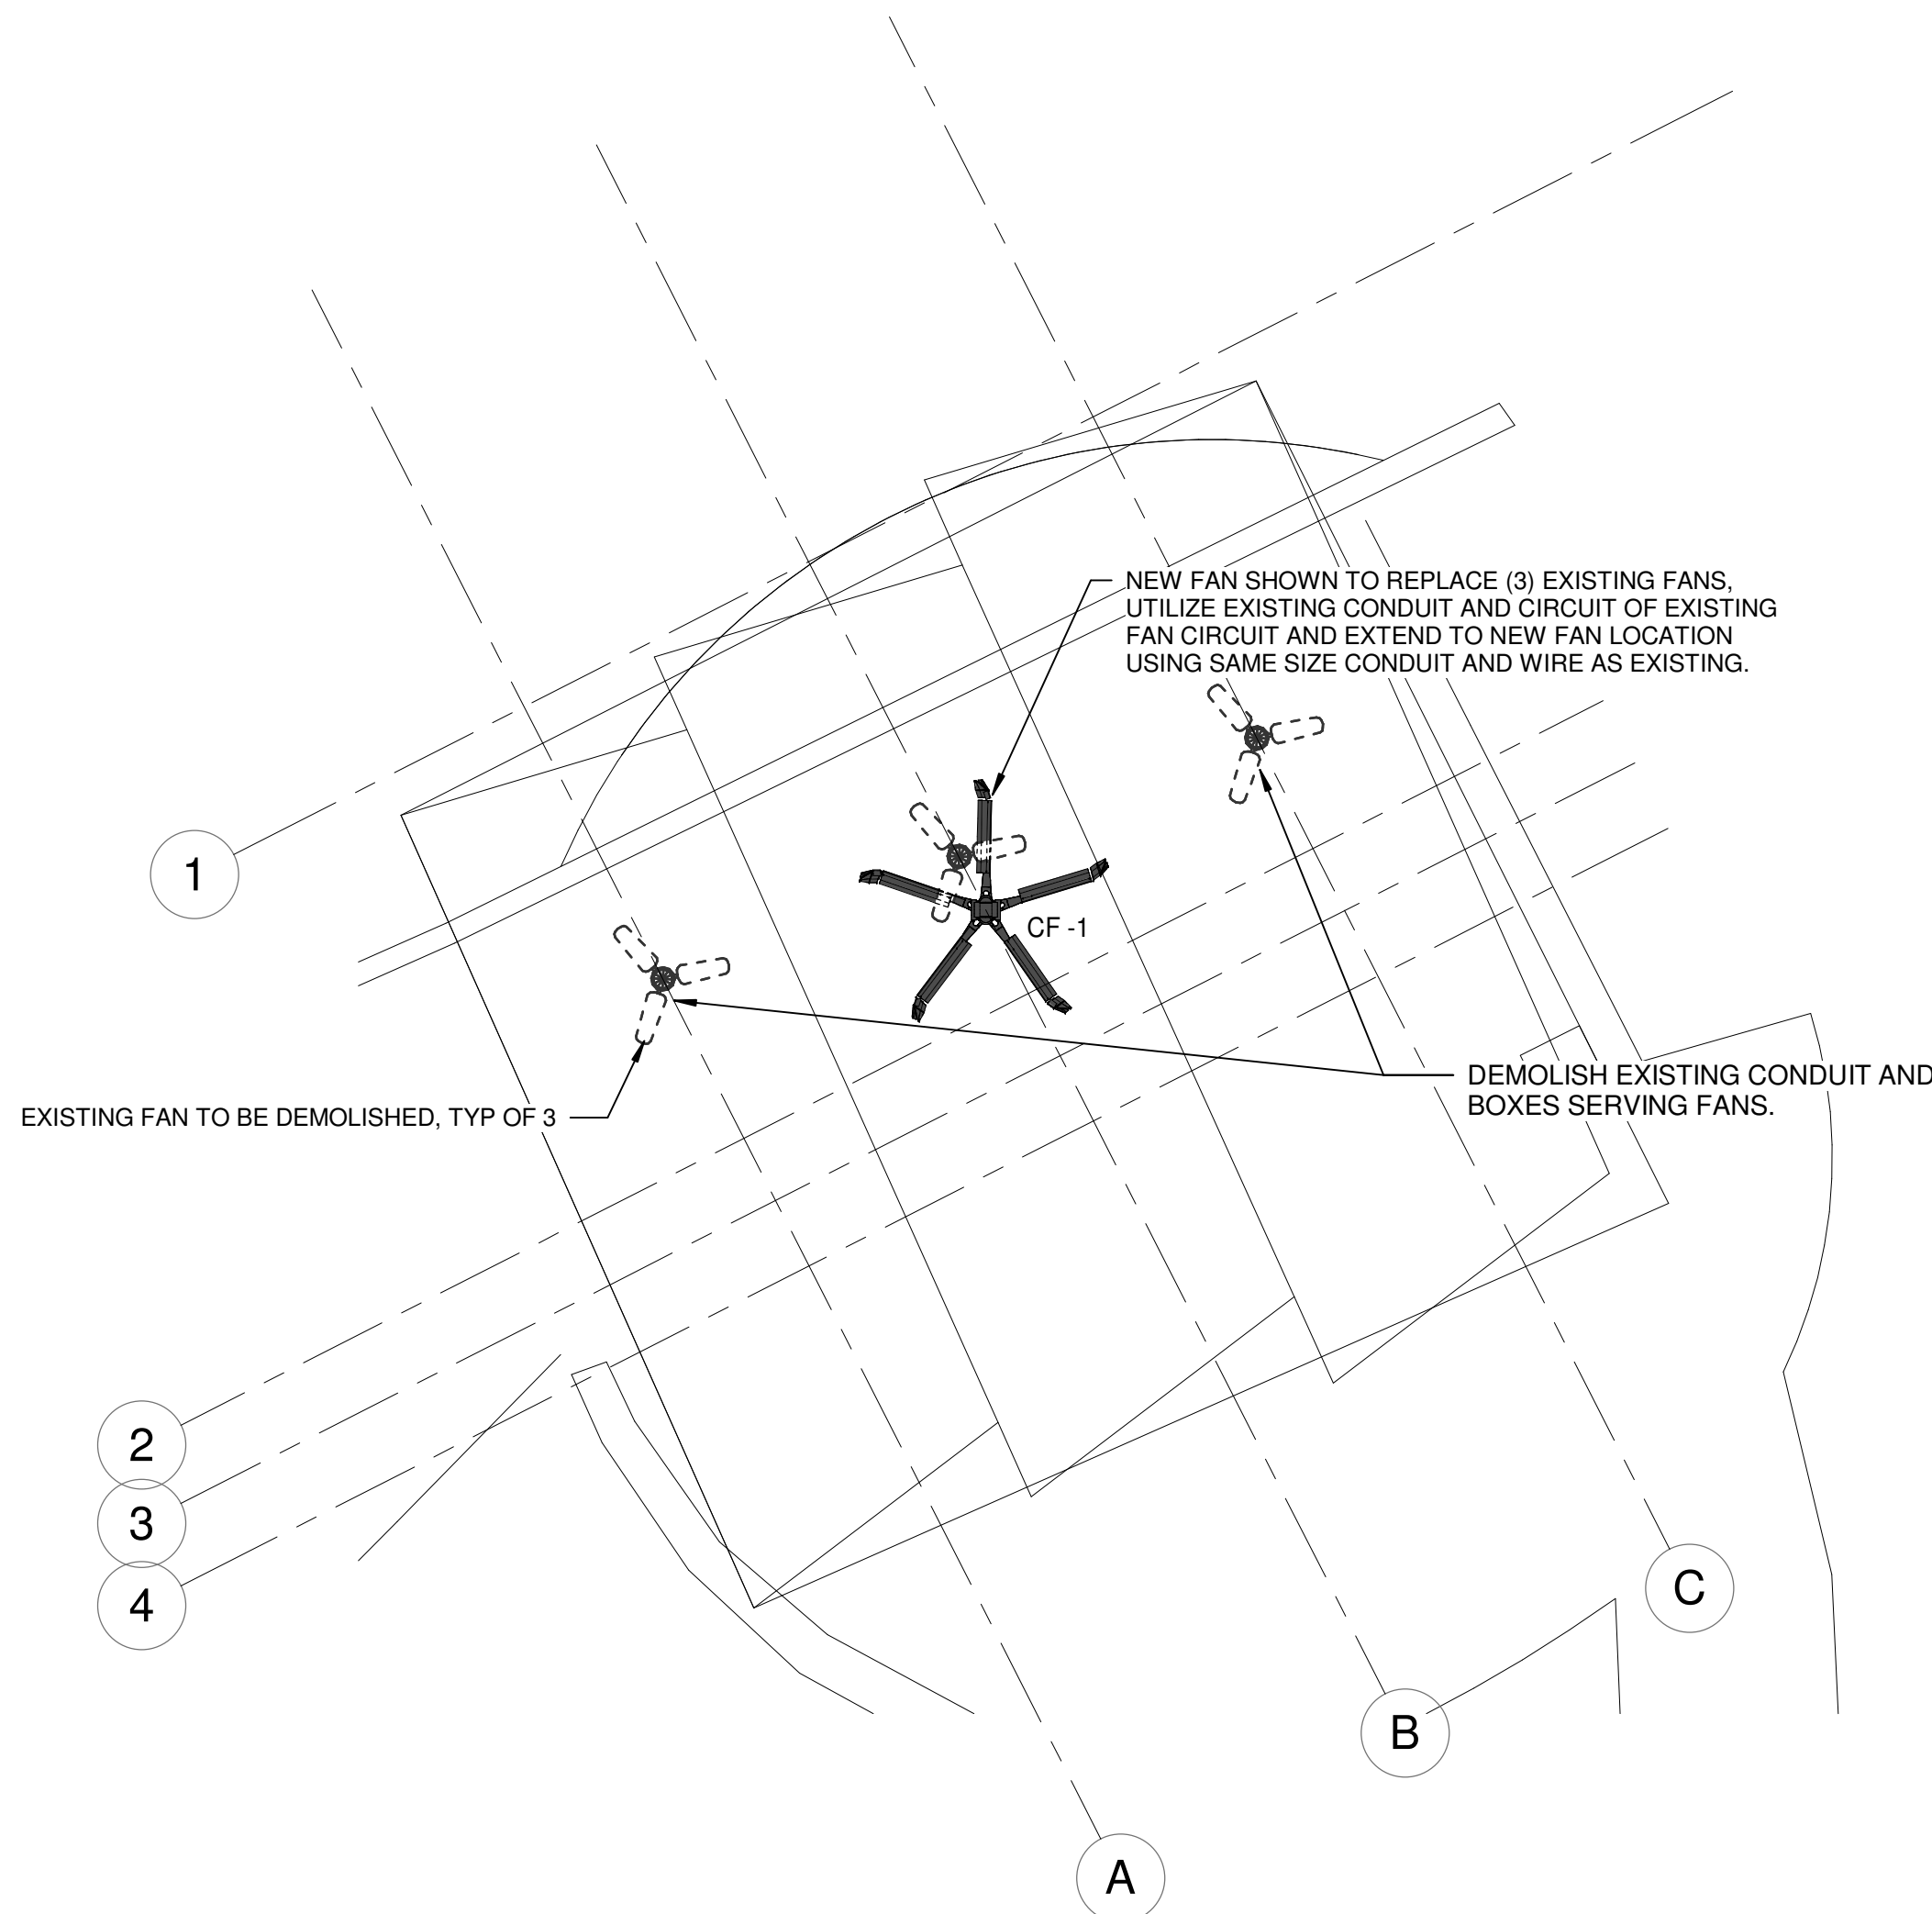 NEW FAN SHOWN TO REPLACE (3) EXISTING FANS,
UTILIZE EXISTING CONDUIT AND CIRCUIT OF EXISTING
FAN CIRCUIT AND EXTEND TO NEW FAN LOCATION
USING SAME SIZE CONDUIT AND WIRE AS EXISTING.
1
CF -1
DEMOLISH EXISTING CONDUIT AND
BOXES SERVING FANS.
EXISTING FAN TO BE DEMOLISHED, TYP OF 3
2
3
4
C
B
A